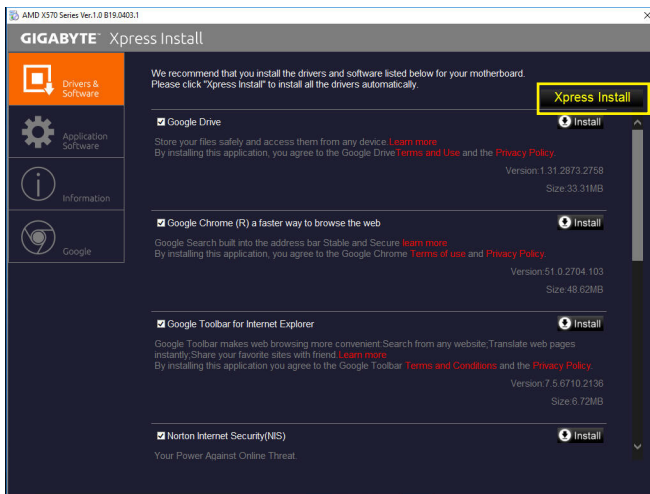 AMD X570 Series Ver.1.0 B19.0403.1
GIGABYTE™ Xpress Install
Drivers &
Software
Application
Software
Information
Google
We recommend that you install the drivers and software listed below for your motherboard.
Please click "Xpress Install" to install all the drivers automatically.
Xpress Install
Google Drive
Install
Store your files safely and access them from any device.Learn more
By installing this application, you agree to the Google DriveTerms and Use and the Privacy Policy.
Version:1.31.2873.2758
Size:33.31MB
Google Chrome (R) a faster way to browse the web
Install
Google Search built into the address bar Stable and Secure learn more
By installing this application, you agree to the Google Chrome Terms of use and Privacy Policy.
Version:51.0.2704.103
Size:48.62MB
Google Toolbar for Internet Explorer
Install
Google Toolbar makes web browsing more convenient.Search from any website;Translate web pages
instantly;Share your favorite sites with friend.Learn more
By installing this application you agree to the Google Toolbar Terms and Conditions and the Privacy Policy.
Version:7.5.6710.2136
Size:6.72MB
Norton Internet Security(NIS)
Install
Your Power Against Online Threat.